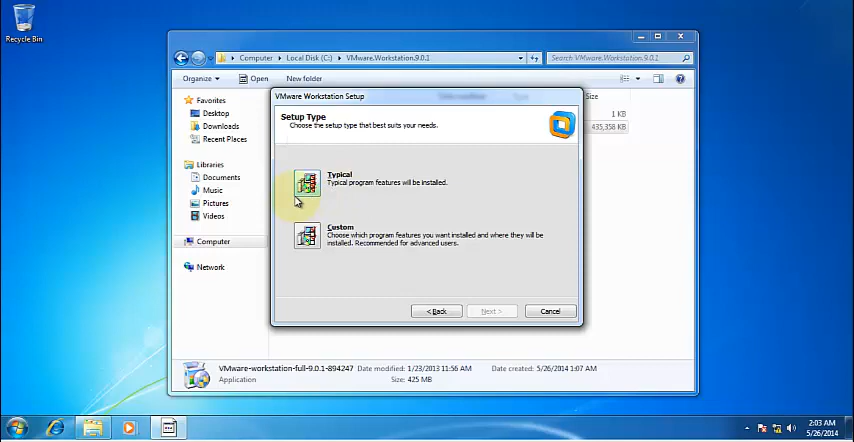 Recycle Bin
Computer ▸ Local Disk (C:) ▸ VMware.Workstation.9.0.1
Search VMware.Workstation.9.0.1
Organize
Open
New folder
Favorites
Desktop
Downloads
Recent Places
Libraries
Documents
Music
Pictures
Videos
Computer
Network
Size
1 KB
435,358 KB
VMware Workstation Setup
Setup Type
Choose the setup type that best suits your needs.
Typical
Typical program features will be installed.
Custom
Choose which program features you want installed and where they will be
installed. Recommended for advanced users.
< Back
Next >
Cancel
VMware-workstation-full-9.0.1-894247 Date modified: 1/23/2013 11:56 AM Date created: 5/26/2014 1:07 AM
Application Size: 425 MB
2:03 AM
5/26/2014